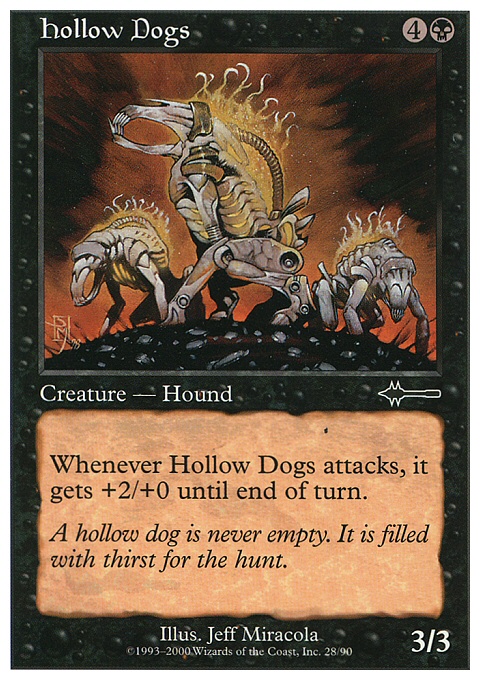 Hollow Dogs 4
Creature — Hound
Whenever Hollow Dogs attacks, it
gets +2/+0 until end of turn.
A hollow dog is never empty. It is filled
with thirst for the hunt.
Illus. Jeff Miracola
©1993–2000 Wizards of the Coast, Inc. 28/90
3/3